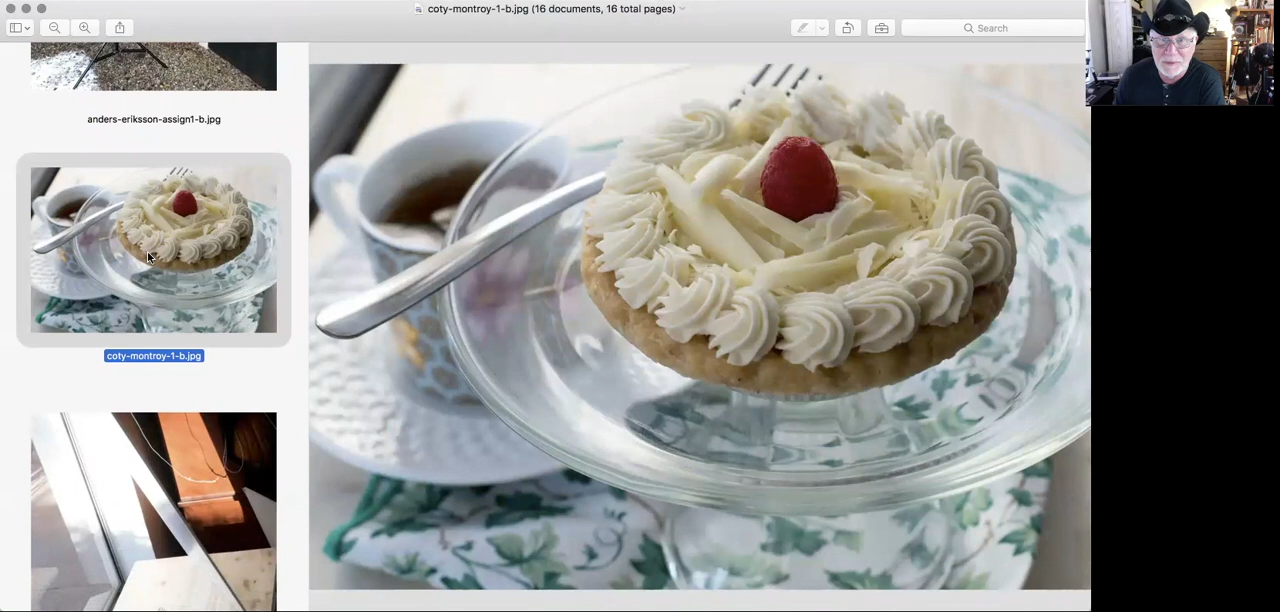 coty-montroy-1-b.jpg (16 documents, 16 total pages)
Search
anders-eriksson-assign1-b.jpg
coty-montroy-1-b.jpg